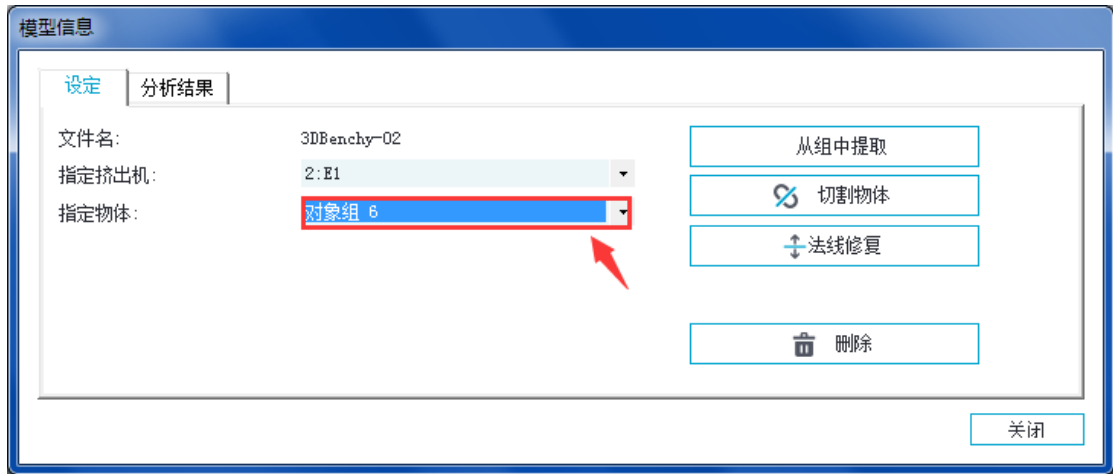 模型信息
设定 分析结果
文件名: 3DBenchy-02 从组中提取
指定挤出机: 2:E1 切割物体
指定物体: 对象组 6 法线修复
删除
关闭